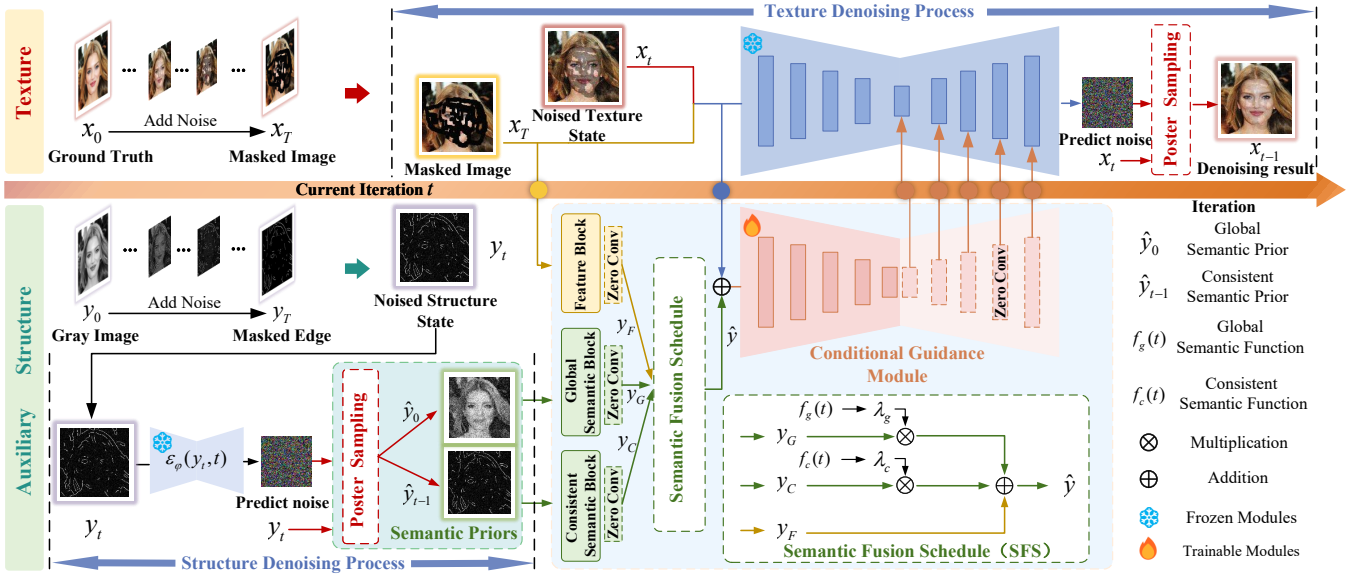 Texture Denoising Process
Texture
x_0
Add Noise
x_T
Ground Truth
Masked Image
x_T
Masked Image
x_t
Noised Texture
State
Predict noise
x_t
Poster Sampling
x_{t-1}
Denoising result
Current Iteration t
Iteration
Auxiliary Structure
y_0
Add Noise
y_T
Gray Image
Masked Edge
y_t
Noised Structure
State
y_t
ε_φ(y_t,t)
Predict noise
y_t
Poster Sampling
ŷ_0
ŷ_{t-1}
Semantic Priors
Structure Denoising Process
Feature Block
Zero Conv
y_F
Global
Semantic Block
Zero Conv
y_G
y_C
Consistent
Semantic Block
Zero Conv
Semantic Fusion Schedule
ŷ
Zero Conv
Conditional Guidance
Module
f_g(t)
λ_g
y_G
f_c(t)
λ_c
y_C
ŷ
y_F
Semantic Fusion Schedule（SFS）
ŷ_0
Global
Semantic Prior
ŷ_{t-1}
Consistent
Semantic Prior
f_g(t)
Global
Semantic Function
f_c(t)
Consistent
Semantic Function
Multiplication
Addition
Frozen Modules
Trainable Modules